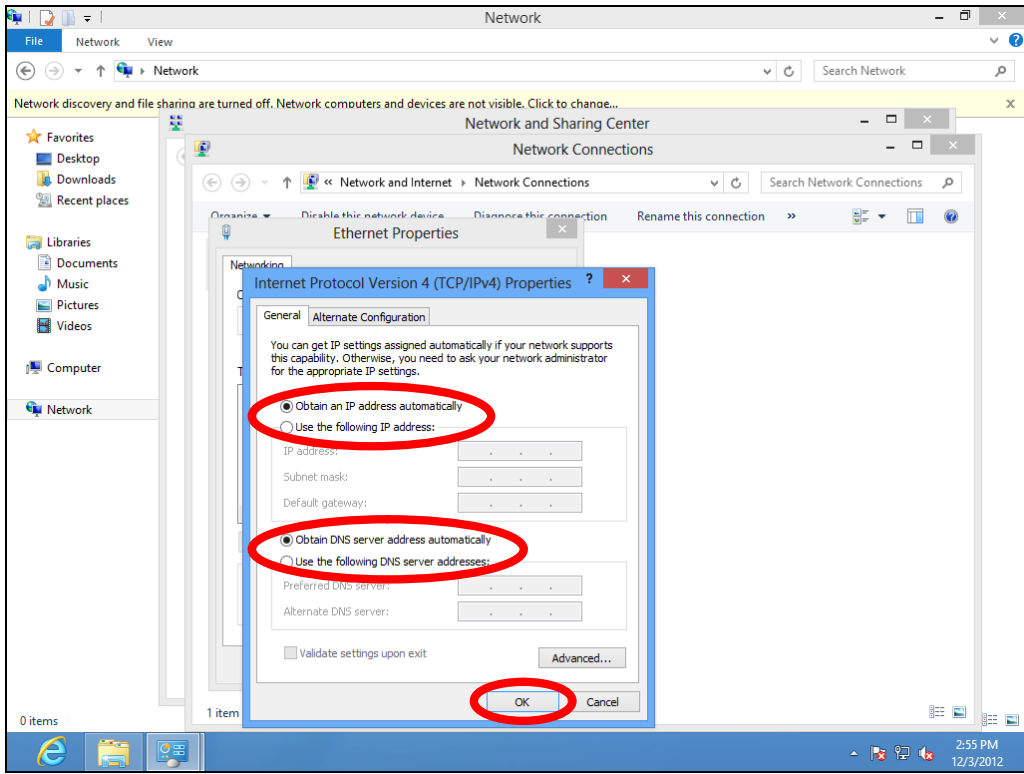 Network
File Network View
Network
Search Network
Network discovery and file sharing are turned off. Network computers and devices are not visible. Click to change...
Favorites
Desktop
Downloads
Recent places
Libraries
Documents
Music
Pictures
Videos
Computer
Network
Network and Sharing Center
Network Connections
« Network and Internet Network Connections
Search Network Connections
Organize Disable this network device Diagnose this connection Rename this connection »
Ethernet Properties
Networking
Internet Protocol Version 4 (TCP/IPv4) Properties ?
General Alternate Configuration
You can get IP settings assigned automatically if your network supports
this capability. Otherwise, you need to ask your network administrator
for the appropriate IP settings.
Obtain an IP address automatically
Use the following IP address:
IP address:
Subnet mask:
Default gateway:
Obtain DNS server address automatically
Use the following DNS server addresses:
Preferred DNS server:
Alternate DNS server:
Validate settings upon exit
Advanced...
OK Cancel
1 item
0 items
2:55 PM
12/3/2012